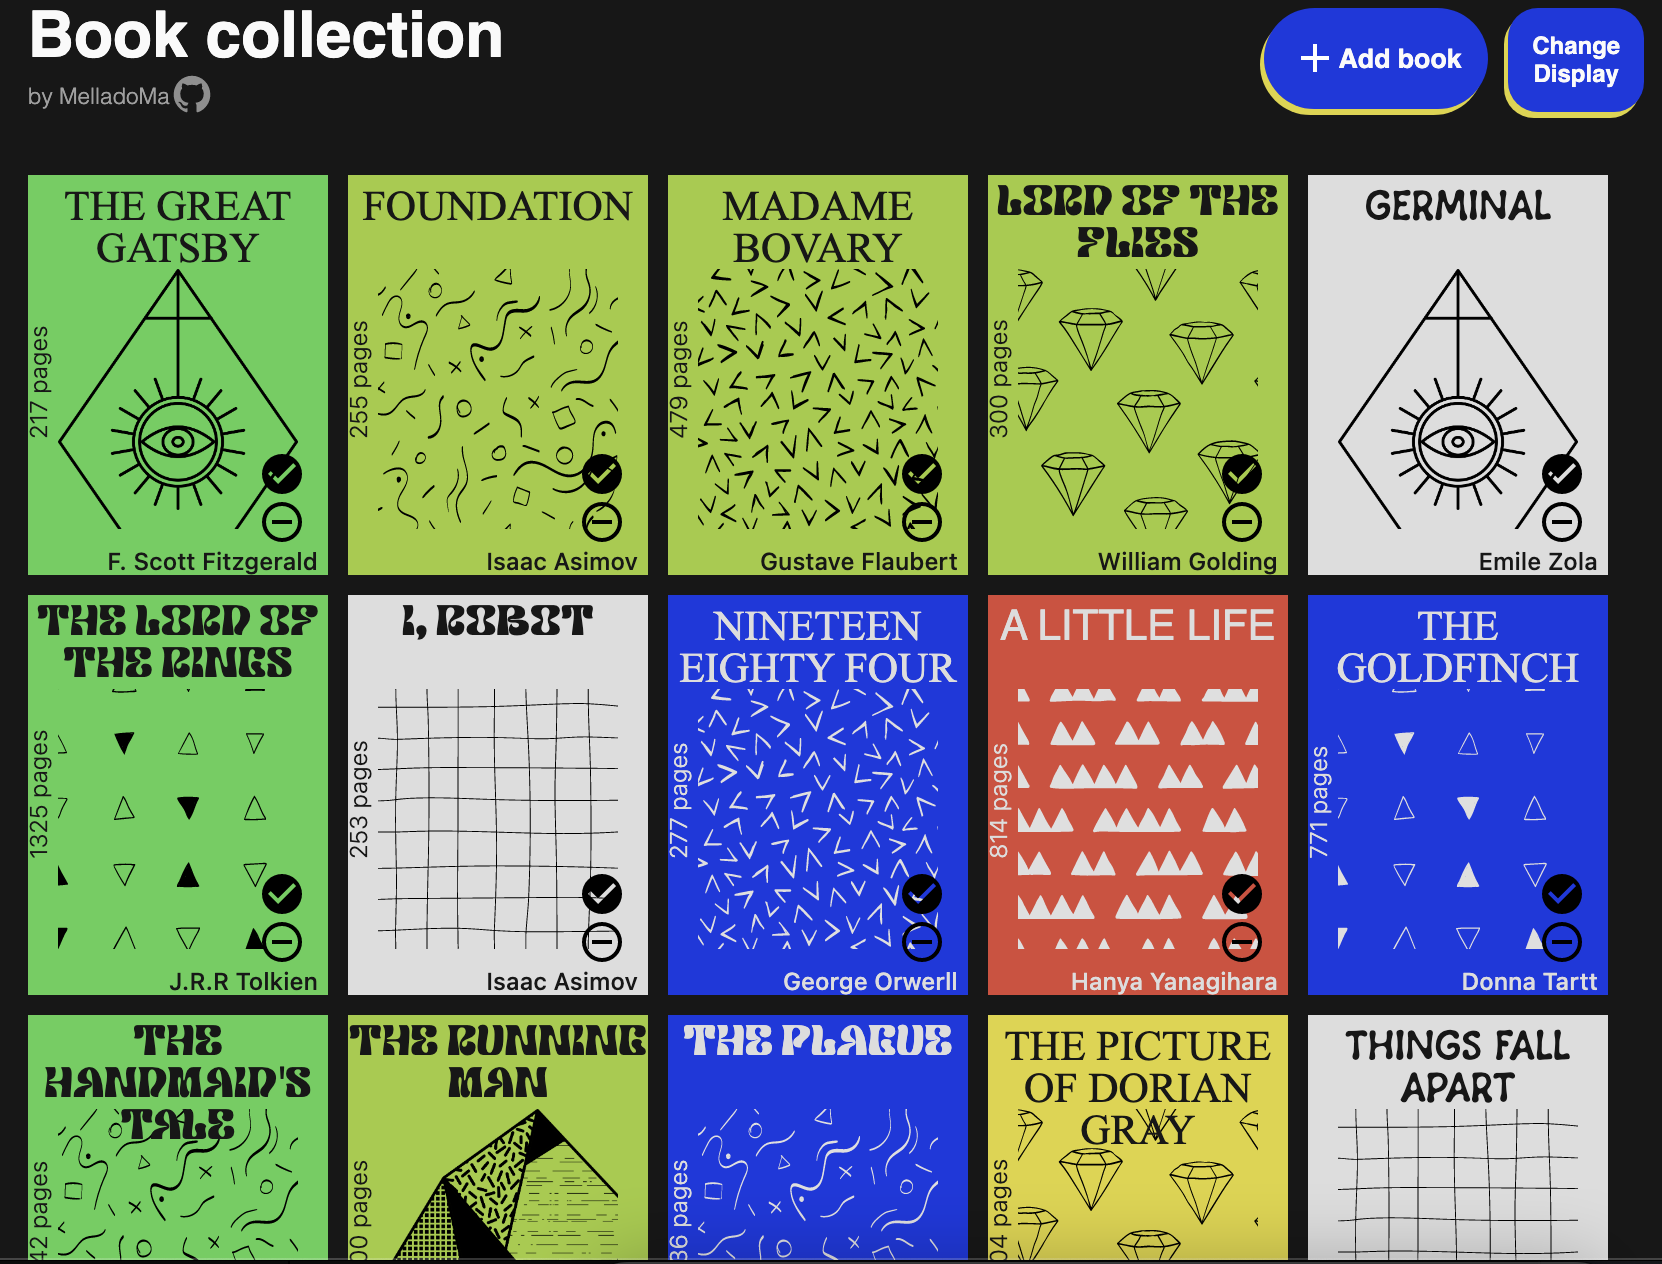 Book collection
by MelladoMa
+ Add book
Change
Display
THE GREAT
GATSBY
217 pages
F. Scott Fitzgerald
FOUNDATION
255 pages
Isaac Asimov
MADAME
BOVARY
479 pages
Gustave Flaubert
LORD OF THE
FLIES
300 pages
William Golding
GERMINAL
Emile Zola
THE LORD OF
THE RINGS
1325 pages
J.R.R Tolkien
I, ROBOT
253 pages
Isaac Asimov
NINETEEN
EIGHTY FOUR
277 pages
George Orwerll
A LITTLE LIFE
814 pages
Hanya Yanagihara
THE
GOLDFINCH
771 pages
Donna Tartt
THE
HANDMAID'S
TALE
42 pages
THE RUNNING
MAN
00 pages
THE PLAGUE
36 pages
THE PICTURE
OF DORIAN
GRAY
04 pages
THINGS FALL
APART